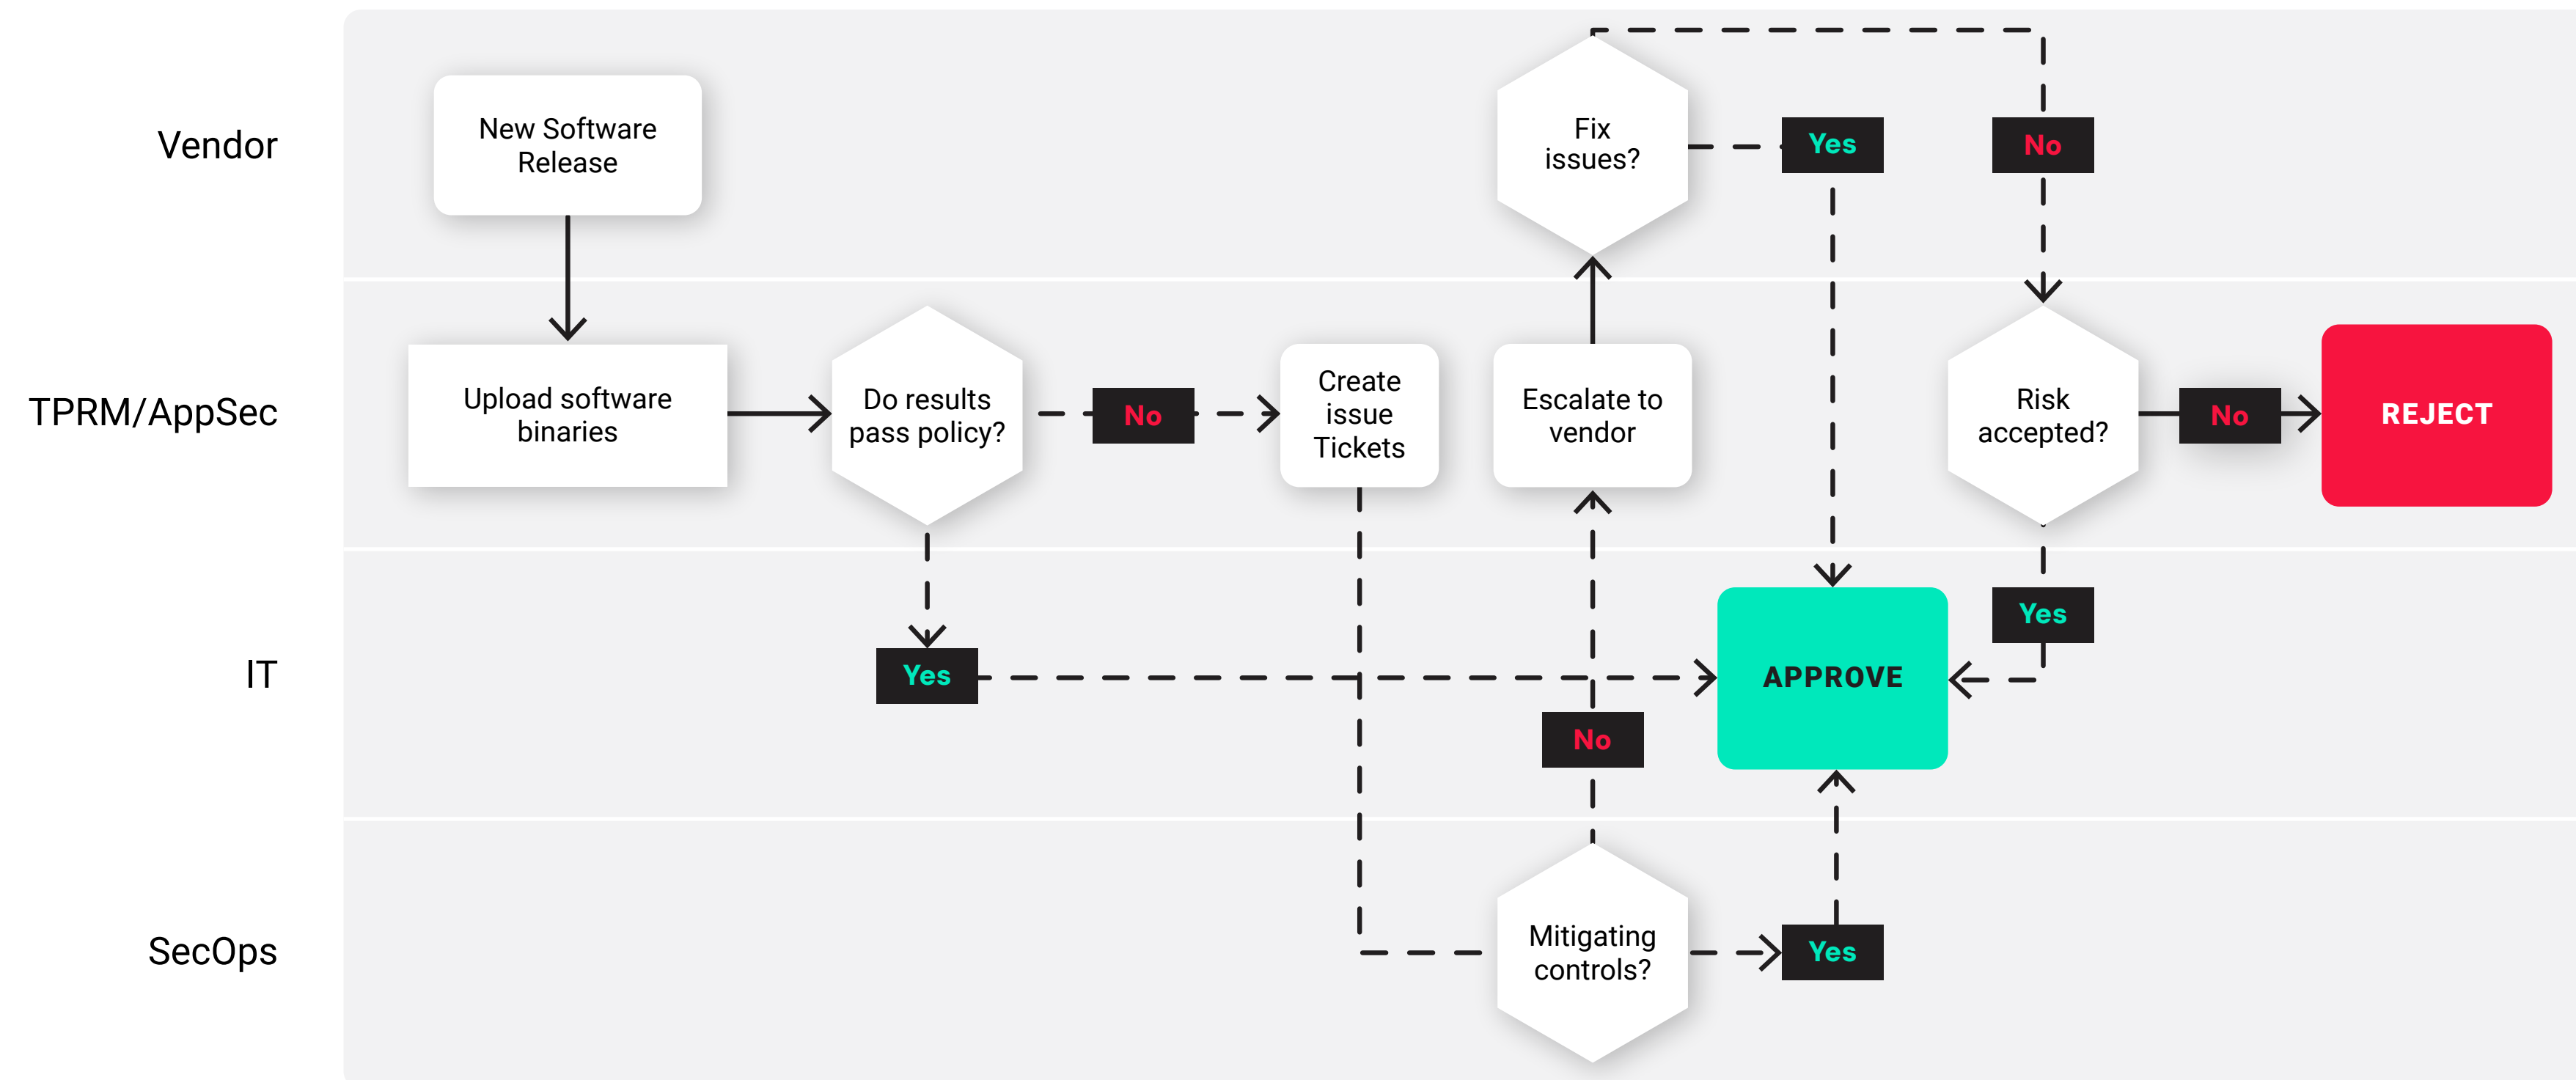 Vendor
New Software
Release
Fix
issues?
Yes
No
TPRM/AppSec
Upload software
binaries
Do results
pass policy?
No
Create
issue
Tickets
Escalate to
vendor
Risk
accepted?
No
REJECT
IT
Yes
No
APPROVE
Yes
SecOps
Mitigating
controls?
Yes